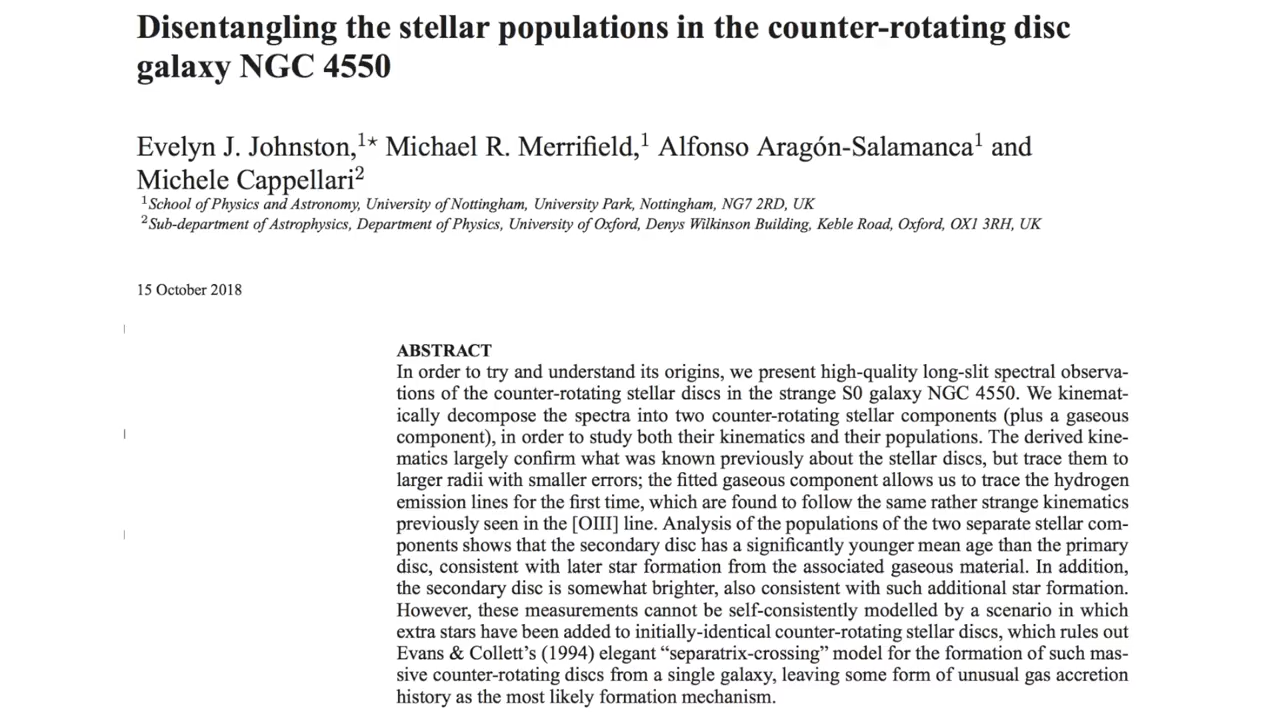 Disentangling the stellar populations in the counter-rotating disc
galaxy NGC 4550
Evelyn J. Johnston,¹⋆ Michael R. Merrifield,¹ Alfonso Aragón-Salamanca¹ and
Michele Cappellari²
¹School of Physics and Astronomy, University of Nottingham, University Park, Nottingham, NG7 2RD, UK
²Sub-department of Astrophysics, Department of Physics, University of Oxford, Denys Wilkinson Building, Keble Road, Oxford, OX1 3RH, UK
15 October 2018
ABSTRACT
In order to try and understand its origins, we present high-quality long-slit spectral observa-
tions of the counter-rotating stellar discs in the strange S0 galaxy NGC 4550. We kinemat-
ically decompose the spectra into two counter-rotating stellar components (plus a gaseous
component), in order to study both their kinematics and their populations. The derived kine-
matics largely confirm what was known previously about the stellar discs, but trace them to
larger radii with smaller errors; the fitted gaseous component allows us to trace the hydrogen
emission lines for the first time, which are found to follow the same rather strange kinematics
previously seen in the [OIII] line. Analysis of the populations of the two separate stellar com-
ponents shows that the secondary disc has a significantly younger mean age than the primary
disc, consistent with later star formation from the associated gaseous material. In addition,
the secondary disc is somewhat brighter, also consistent with such additional star formation.
However, these measurements cannot be self-consistently modelled by a scenario in which
extra stars have been added to initially-identical counter-rotating stellar discs, which rules out
Evans & Collett's (1994) elegant “separatrix-crossing” model for the formation of such mas-
sive counter-rotating discs from a single galaxy, leaving some form of unusual gas accretion
history as the most likely formation mechanism.